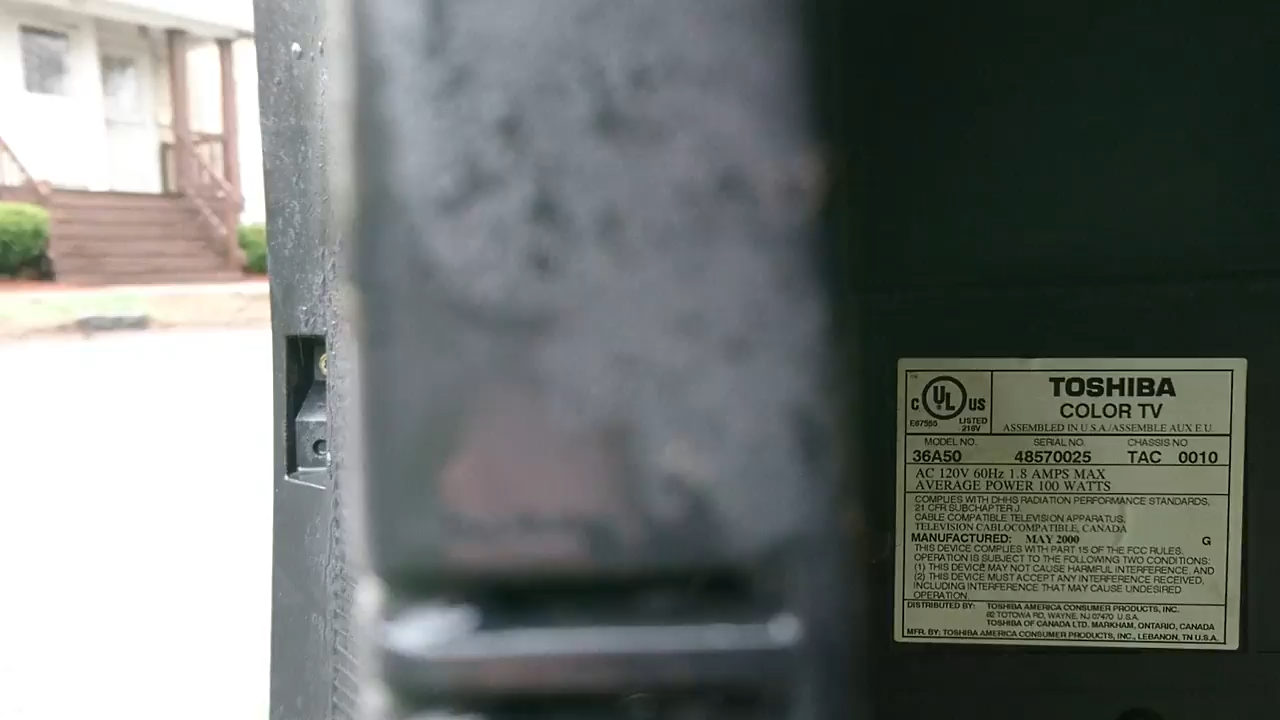 C UL US
E67550 LISTED
210V
TOSHIBA
COLOR TV
ASSEMBLED IN U.S.A./ASSEMBLE AUX E.U.
MODEL NO. SERIAL NO. CHASSIS NO
36A50 48570025 TAC 0010
AC 120V 60Hz 1.8 AMPS MAX
AVERAGE POWER 100 WATTS
COMPLIES WITH DHHS RADIATION PERFORMANCE STANDARDS,
21 CFR SUBCHAPTER J.
CABLE COMPATIBLE TELEVISION APPARATUS,
TELEVISION CABLOCOMPATIBLE, CANADA
MANUFACTURED: MAY 2000 G
THIS DEVICE COMPLIES WITH PART 15 OF THE FCC RULES.
OPERATION IS SUBJECT TO THE FOLLOWING TWO CONDITIONS:
(1) THIS DEVICE MAY NOT CAUSE HARMFUL INTERFERENCE, AND
(2) THIS DEVICE MUST ACCEPT ANY INTERFERENCE RECEIVED,
INCLUDING INTERFERENCE THAT MAY CAUSE UNDESIRED
OPERATION.
DISTRIBUTED BY: TOSHIBA AMERICA CONSUMER PRODUCTS, INC.
82 TOTOWA RD, WAYNE, NJ 07470 U.S.A.
TOSHIBA OF CANADA LTD. MARKHAM, ONTARIO, CANADA
MFR. BY: TOSHIBA AMERICA CONSUMER PRODUCTS, INC., LEBANON, TN U.S.A.